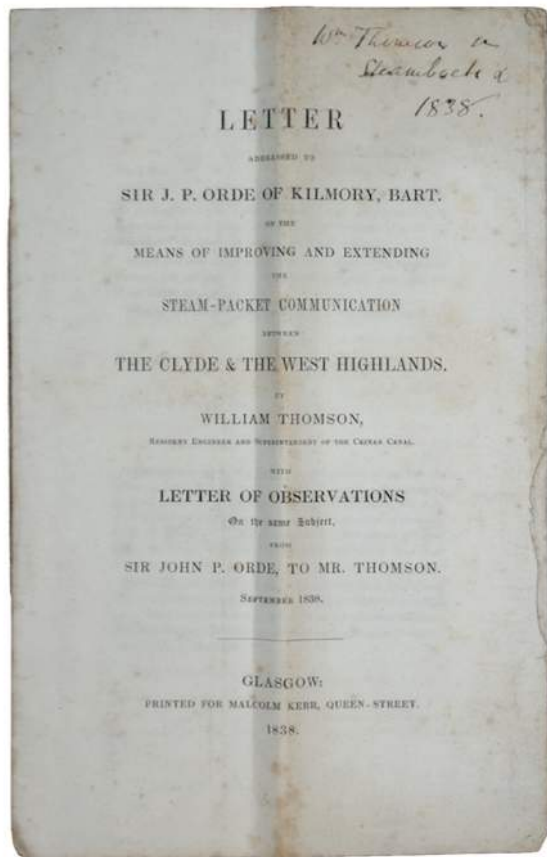 Wm Thomson on
Steamboats &
1838.
LETTER
ADDRESSED TO
SIR J. P. ORDE OF KILMORY, BART.
ON THE
MEANS OF IMPROVING AND EXTENDING
THE
STEAM-PACKET COMMUNICATION
BETWEEN
THE CLYDE & THE WEST HIGHLANDS.
BY
WILLIAM THOMSON,
RESIDENT ENGINEER AND SUPERINTENDENT OF THE CRINAN CANAL.
WITH
LETTER OF OBSERVATIONS
On the same Subject,
FROM
SIR JOHN P. ORDE, TO MR. THOMSON.
SEPTEMBER 1838.
GLASGOW:
PRINTED FOR MALCOLM KERR, QUEEN-STREET.
1838.